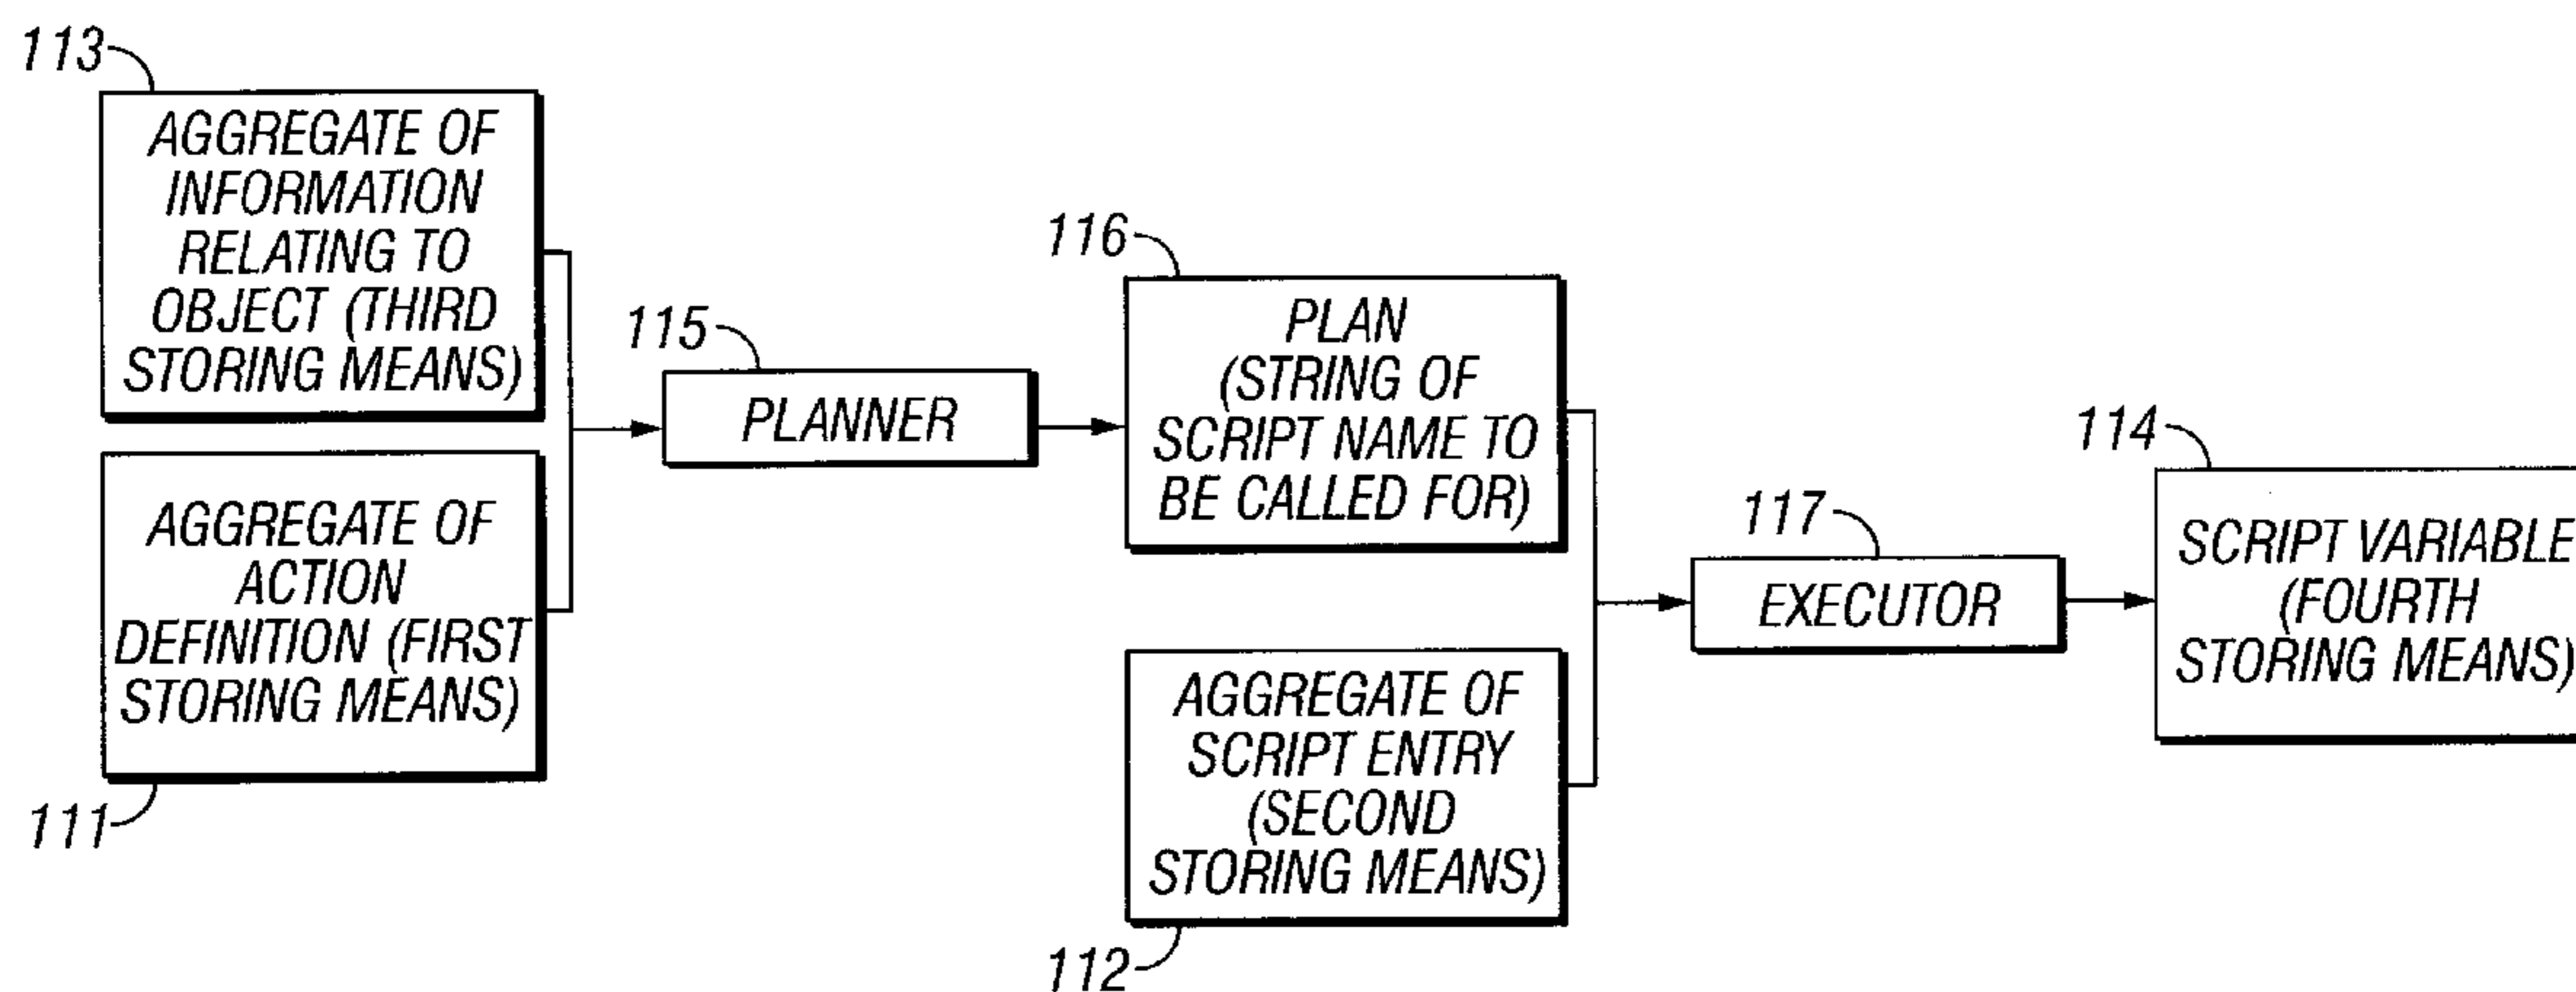 113
AGGREGATE OF
INFORMATION
RELATING TO
OBJECT (THIRD
STORING MEANS)
AGGREGATE OF
ACTION
DEFINITION (FIRST
STORING MEANS)
111
115
PLANNER
116
PLAN
(STRING OF
SCRIPT NAME TO
BE CALLED FOR)
AGGREGATE OF
SCRIPT ENTRY
(SECOND
STORING MEANS)
112
117
EXECUTOR
114
SCRIPT VARIABLE
(FOURTH
STORING MEANS)